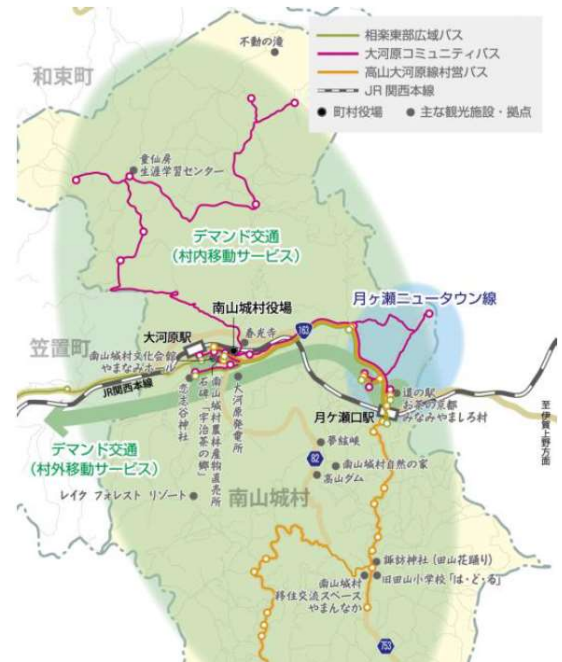 相楽東部広域バス
大河原コミュニティバス
高山大河原線村営バス
JR関西本線
町村役場
主な観光施設・拠点
不動の滝
和束町
童仙房
生涯学習センター
デマンド交通
(村内移動サービス)
南山城村役場
月ヶ瀬ニュータウン線
大河原駅
春光寺
163
笠置町
南山城村文化会館
やまなみホール
JR関西本線
恋志谷神社
石碑「宇治茶の郷」
南山城村農林産物直売所
大河原発電所
月ヶ瀬口駅
道の駅
お茶の京都
みなみやましろ村
至伊賀上野方面
デマンド交通
(村外移動サービス)
夢絃峡
82
南山城村自然の家
高山ダム
レイク フォレスト リゾート
南山城村
諏訪神社(田山花踊り)
南山城村
移住交流スペース
やまんなか
旧田山小学校「は・ど・る」
753